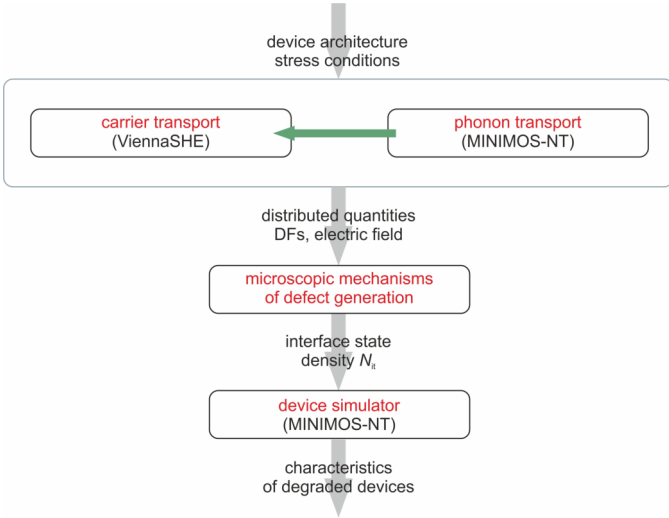 device architecture
stress conditions
carrier transport
(ViennaSHE)
phonon transport
(MINIMOS-NT)
distributed quantities
DFs, electric field
microscopic mechanisms
of defect generation
interface state
density Nit
device simulator
(MINIMOS-NT)
characteristics
of degraded devices